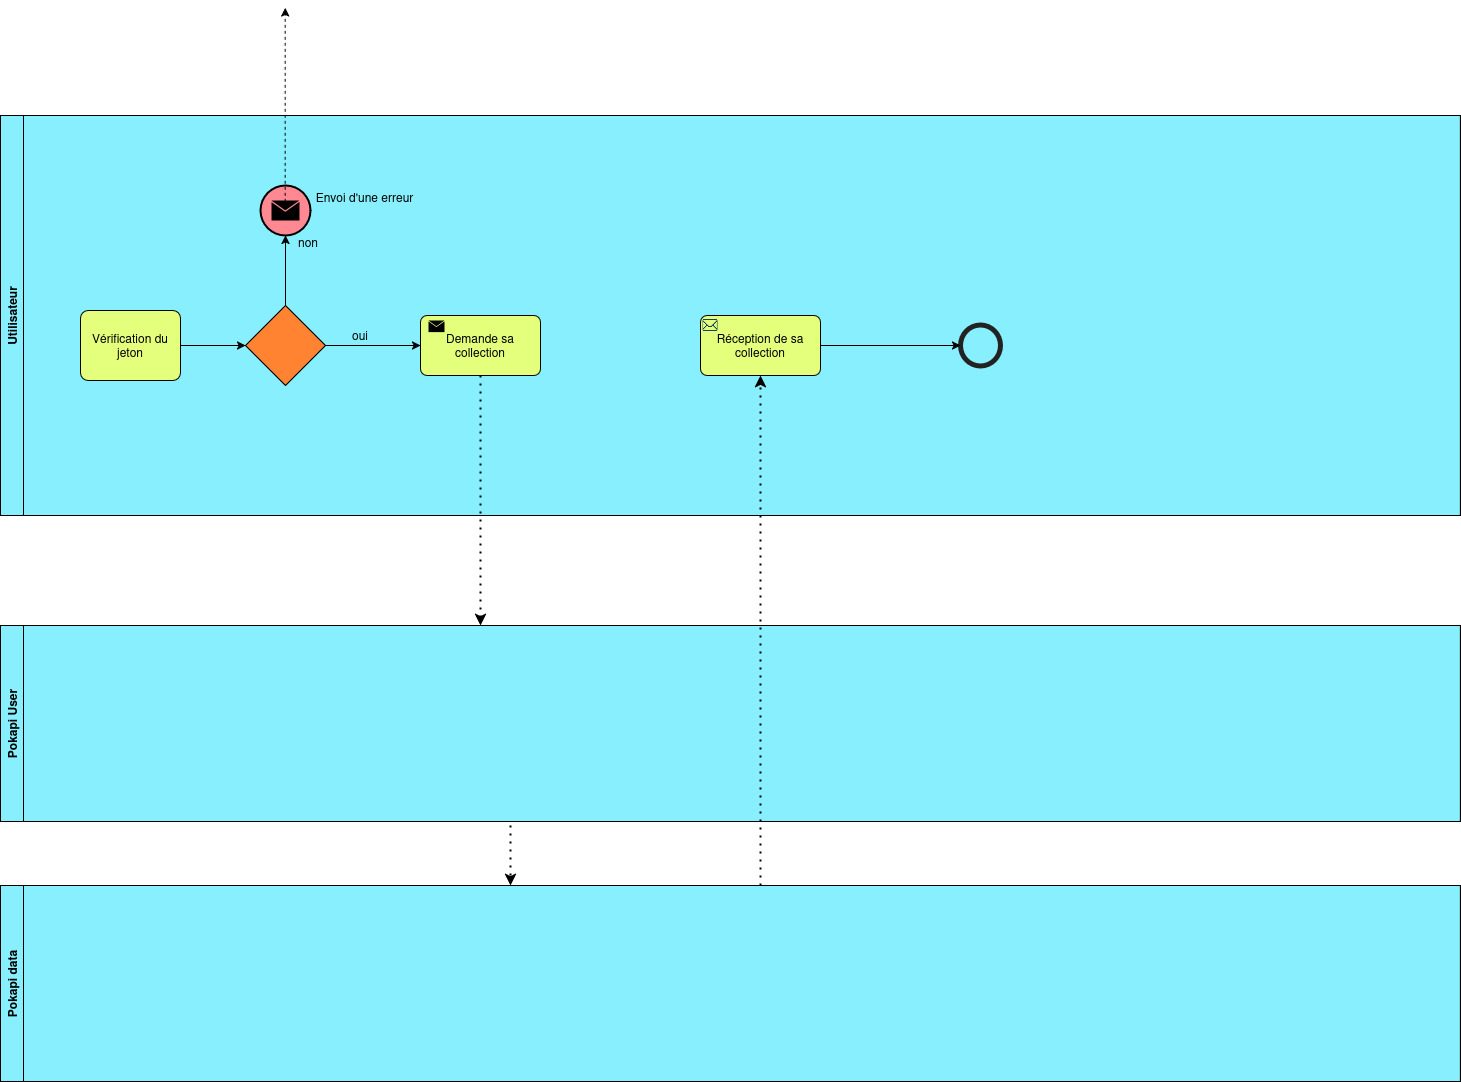 Utilisateur
Envoi d'une erreur
non
Vérification du
jeton
oui
Demande sa
collection
Réception de sa
collection
Pokapi User
Pokapi data